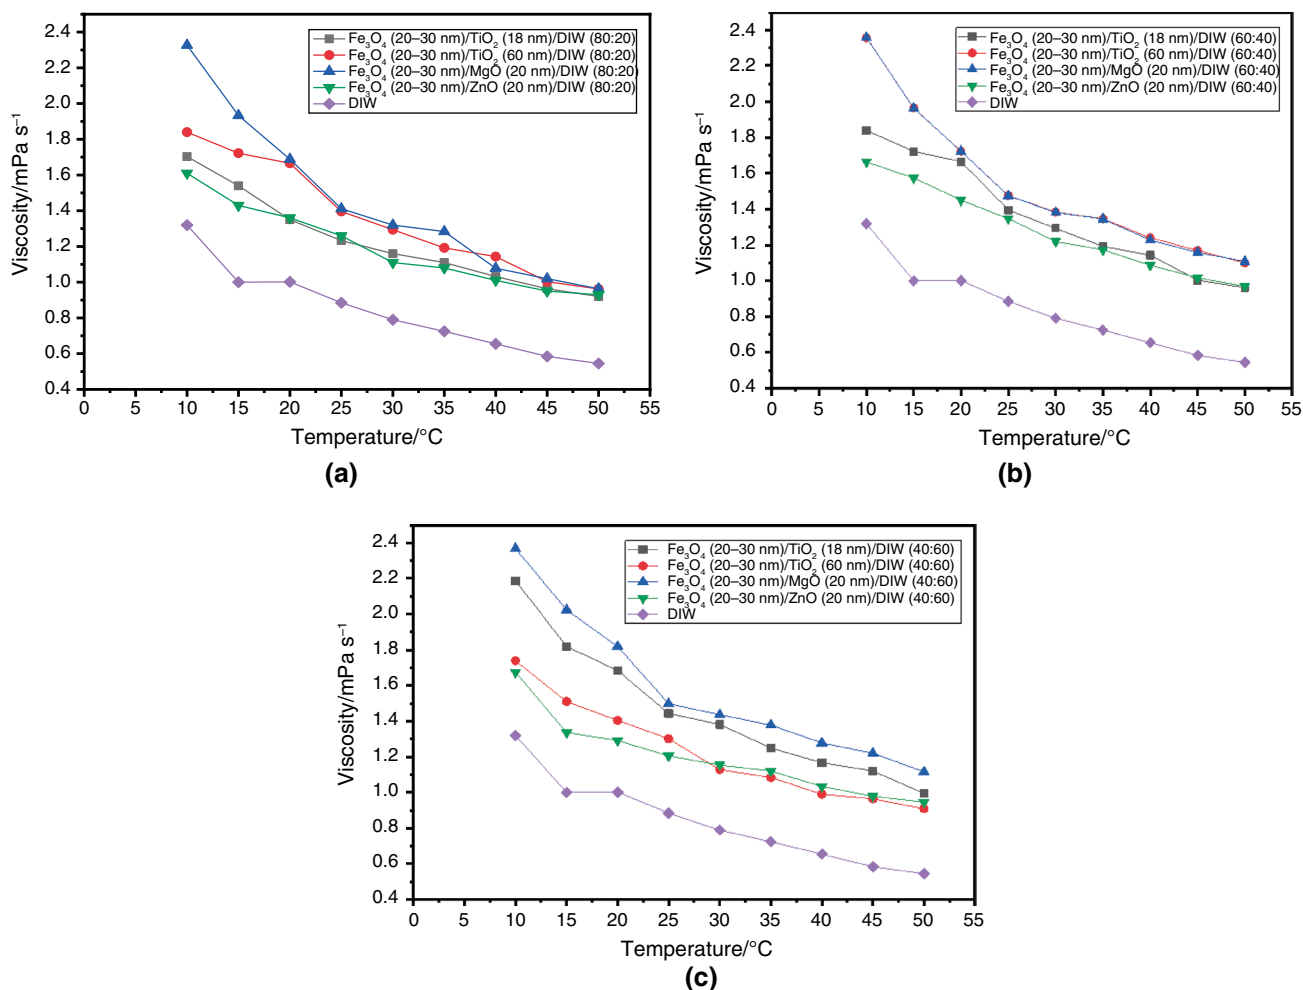 2.4
2.2
2.0
1.8
1.6
1.4
1.2
1.0
0.8
0.6
0.4
Viscosity/mPa s⁻¹
Fe₃O₄ (20–30 nm)/TiO₂ (18 nm)/DIW (80:20)
Fe₃O₄ (20–30 nm)/TiO₂ (60 nm)/DIW (80:20)
Fe₃O₄ (20–30 nm)/MgO (20 nm)/DIW (80:20)
Fe₃O₄ (20–30 nm)/ZnO (20 nm)/DIW (80:20)
DIW
0 5 10 15 20 25 30 35 40 45 50 55
Temperature/°C
(a)
2.4
2.2
2.0
1.8
1.6
1.4
1.2
1.0
0.8
0.6
0.4
Viscosity/mPa s⁻¹
Fe₃O₄ (20–30 nm)/TiO₂ (18 nm)/DIW (60:40)
Fe₃O₄ (20–30 nm)/TiO₂ (60 nm)/DIW (60:40)
Fe₃O₄ (20–30 nm)/MgO (20 nm)/DIW (60:40)
Fe₃O₄ (20–30 nm)/ZnO (20 nm)/DIW (60:40)
DIW
0 5 10 15 20 25 30 35 40 45 50 55
Temperature/°C
(b)
2.4
2.2
2.0
1.8
1.6
1.4
1.2
1.0
0.8
0.6
0.4
Viscosity/mPa s⁻¹
Fe₃O₄ (20–30 nm)/TiO₂ (18 nm)/DIW (40:60)
Fe₃O₄ (20–30 nm)/TiO₂ (60 nm)/DIW (40:60)
Fe₃O₄ (20–30 nm)/MgO (20 nm)/DIW (40:60)
Fe₃O₄ (20–30 nm)/ZnO (20 nm)/DIW (40:60)
DIW
0 5 10 15 20 25 30 35 40 45 50 55
Temperature/°C
(c)